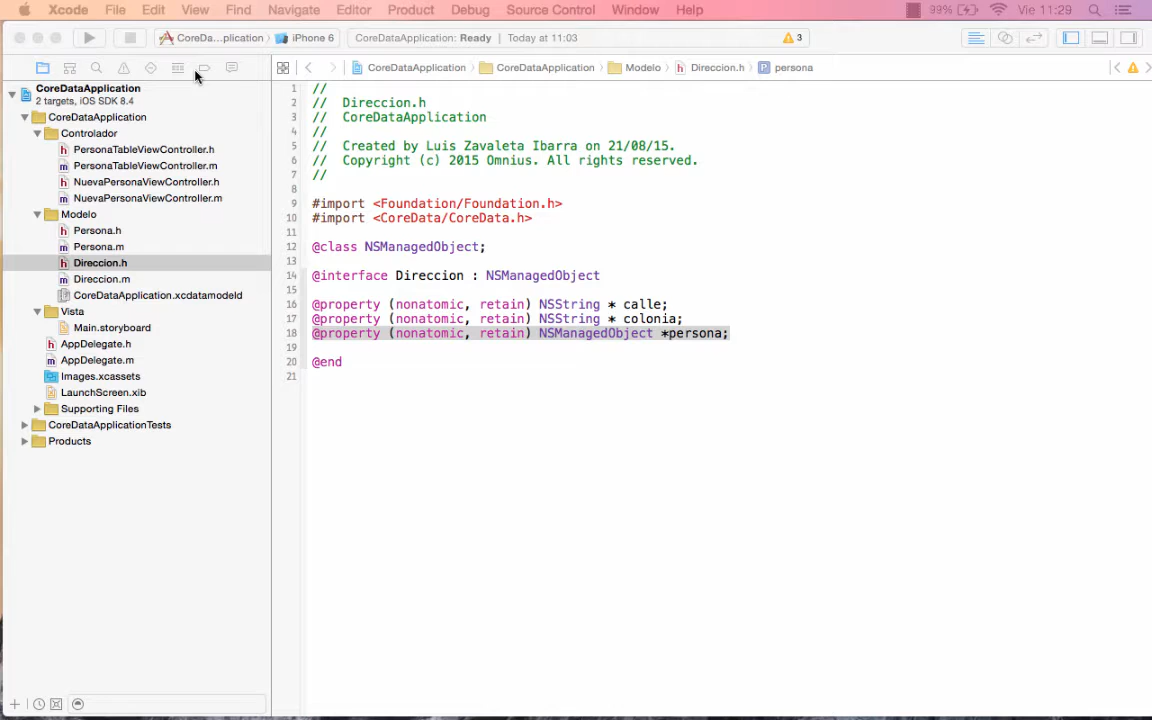 Xcode File Edit View Find Navigate Editor Product Debug Source Control Window Help 99% Vie 11:29
CoreDa...plication iPhone 6 CoreDataApplication: Ready Today at 11:03 3
CoreDataApplication CoreDataApplication Modelo Direccion.h persona
CoreDataApplication
2 targets, iOS SDK 8.4
CoreDataApplication
Controlador
PersonaTableViewController.h
PersonaTableViewController.m
NuevaPersonaViewController.h
NuevaPersonaViewController.m
Modelo
Persona.h
Persona.m
Direccion.h
Direccion.m
CoreDataApplication.xcdatamodeld
Vista
Main.storyboard
AppDelegate.h
AppDelegate.m
Images.xcassets
LaunchScreen.xib
Supporting Files
CoreDataApplicationTests
Products
1 //
2 // Direccion.h
3 // CoreDataApplication
4 //
5 // Created by Luis Zavaleta Ibarra on 21/08/15.
6 // Copyright (c) 2015 Omnius. All rights reserved.
7 //
8
9 #import <Foundation/Foundation.h>
10 #import <CoreData/CoreData.h>
11
12 @class NSManagedObject;
13
14 @interface Direccion : NSManagedObject
15
16 @property (nonatomic, retain) NSString * calle;
17 @property (nonatomic, retain) NSString * colonia;
18 @property (nonatomic, retain) NSManagedObject *persona;
19
20 @end
21